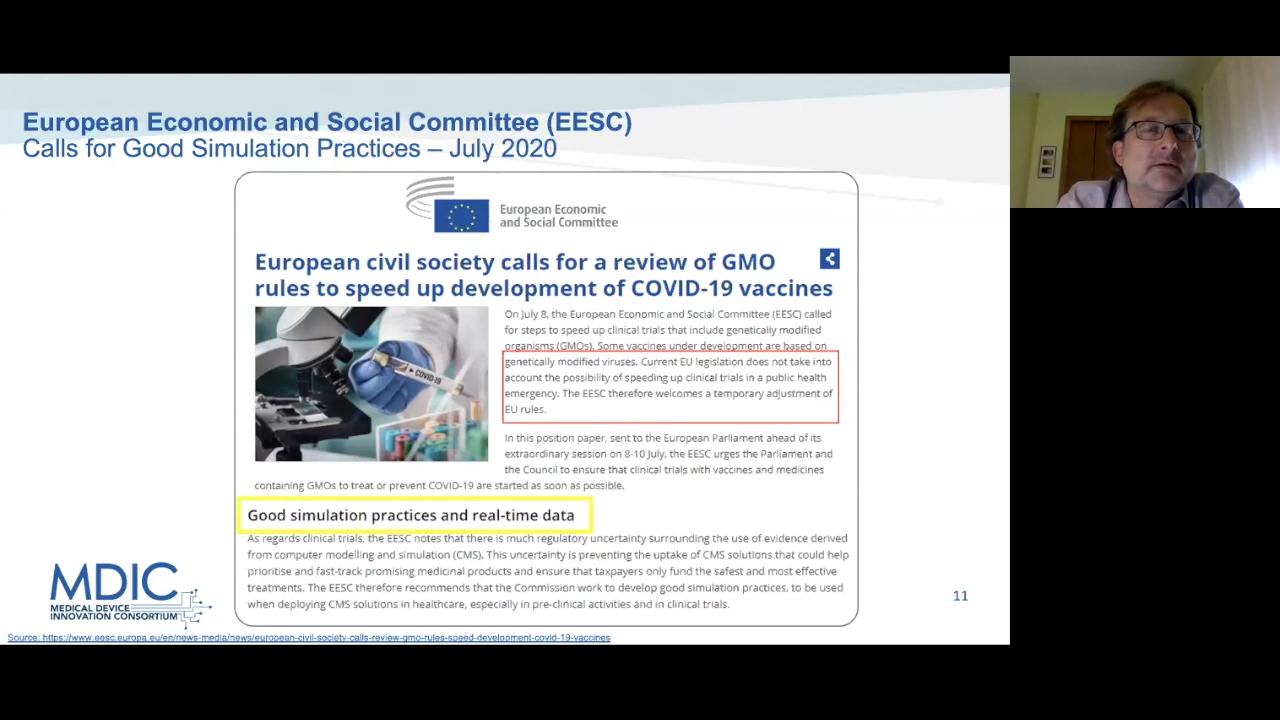 European Economic and Social Committee (EESC)
Calls for Good Simulation Practices – July 2020
European Economic
and Social Committee
European civil society calls for a review of GMO
rules to speed up development of COVID-19 vaccines
COVID-19
On July 8, the European Economic and Social Committee (EESC) called
for steps to speed up clinical trials that include genetically modified
organisms (GMOs). Some vaccines under development are based on
genetically modified viruses. Current EU legislation does not take into
account the possibility of speeding up clinical trials in a public health
emergency. The EESC therefore welcomes a temporary adjustment of
EU rules.
In this position paper, sent to the European Parliament ahead of its
extraordinary session on 8-10 July, the EESC urges the Parliament and
the Council to ensure that clinical trials with vaccines and medicines
containing GMOs to treat or prevent COVID-19 are started as soon as possible.
Good simulation practices and real-time data
As regards clinical trials, the EESC notes that there is much regulatory uncertainty surrounding the use of evidence derived
from computer modelling and simulation (CMS). This uncertainty is preventing the uptake of CMS solutions that could help
prioritise and fast-track promising medicinal products and ensure that taxpayers only fund the safest and most effective
treatments. The EESC therefore recommends that the Commission work to develop good simulation practices, to be used
when deploying CMS solutions in healthcare, especially in pre-clinical activities and in clinical trials.
MDIC
MEDICAL DEVICE
INNOVATION CONSORTIUM
11
Source: https://www.eesc.europa.eu/en/news-media/news/european-civil-society-calls-review-gmo-rules-speed-development-covid-19-vaccines